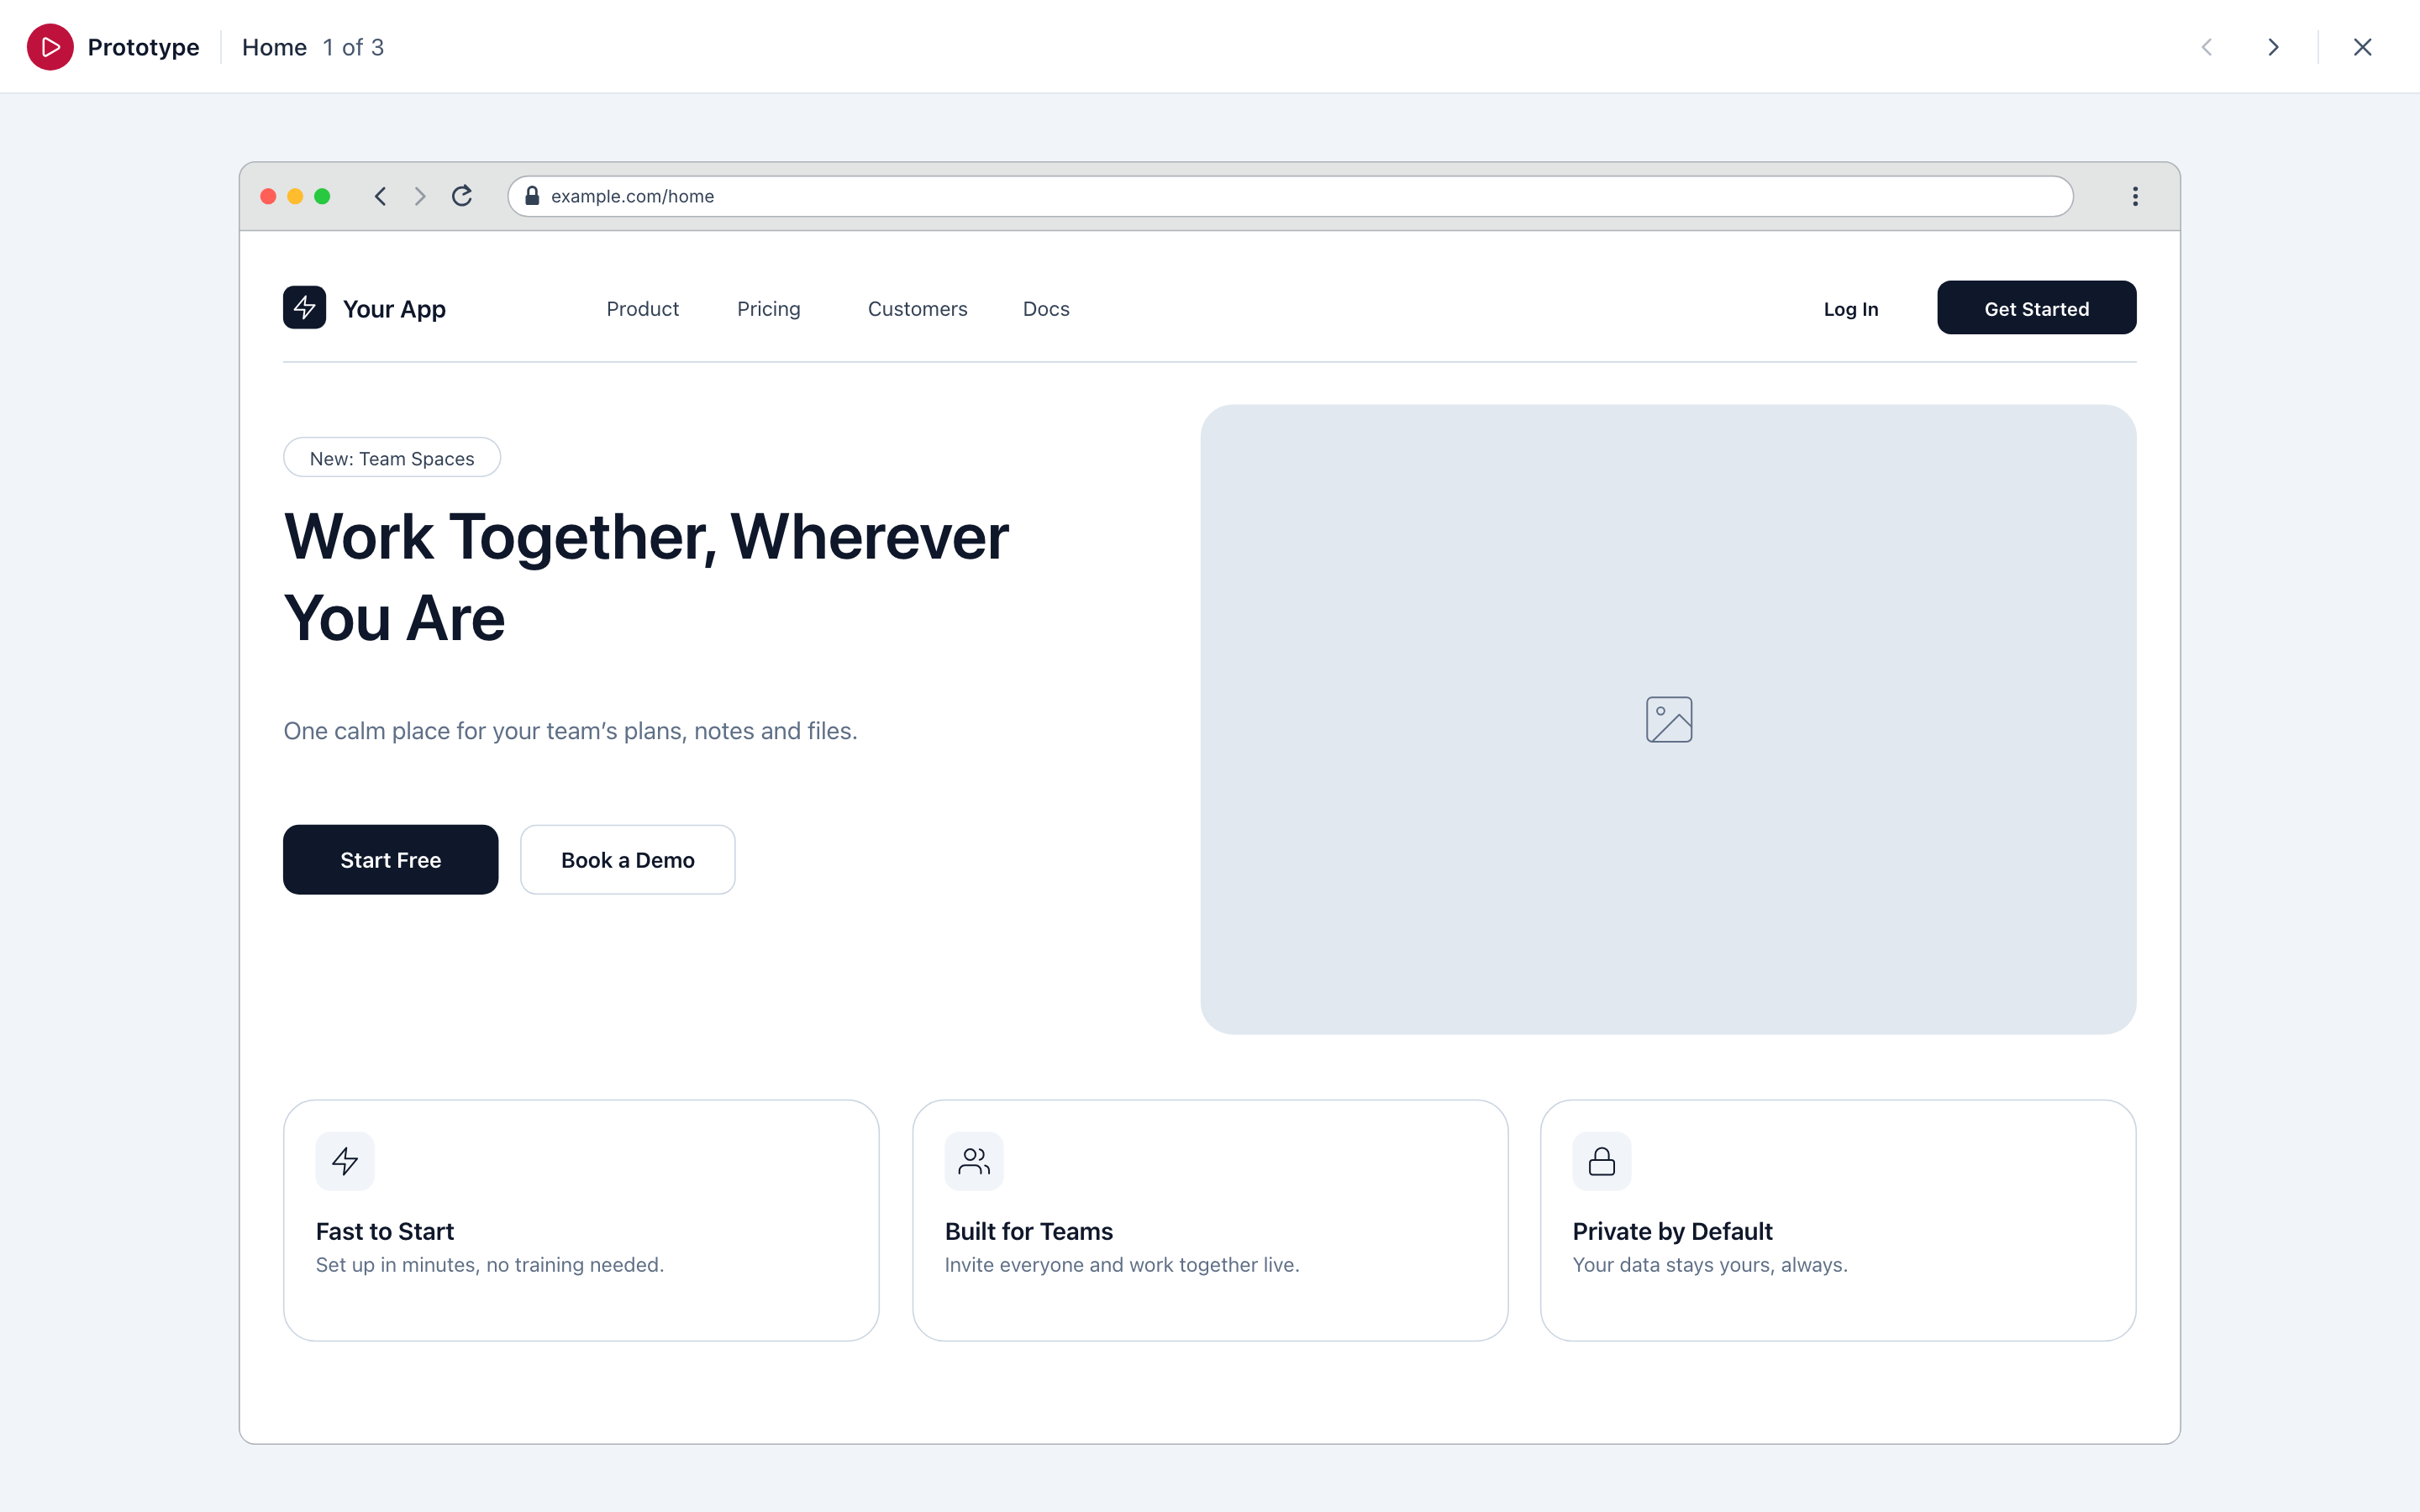 Prototype Home 1 of 3
example.com/home
Your App Product Pricing Customers Docs Log In Get Started
New: Team Spaces
Work Together, Wherever
You Are
One calm place for your team’s plans, notes and files.
Start Free Book a Demo
Fast to Start
Set up in minutes, no training needed.
Built for Teams
Invite everyone and work together live.
Private by Default
Your data stays yours, always.